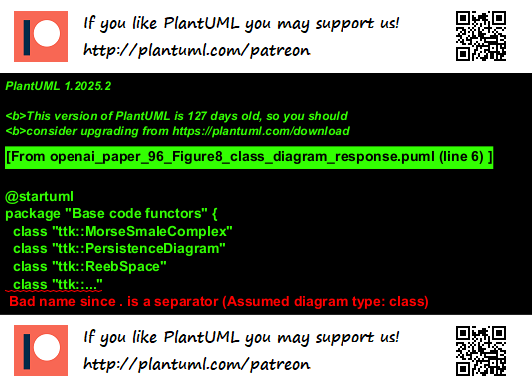 If you like PlantUML you may support us!
http://plantuml.com/patreon
PlantUML 1.2025.2
<b>This version of PlantUML is 127 days old, so you should
<b>consider upgrading from https://plantuml.com/download
[From openai_paper_96_Figure8_class_diagram_response.puml (line 6) ]
@startuml
package "Base code functors" {
class "ttk::MorseSmaleComplex"
class "ttk::PersistenceDiagram"
class "ttk::ReebSpace"
class "ttk::..."
Bad name since . is a separator (Assumed diagram type: class)
If you like PlantUML you may support us!
http://plantuml.com/patreon